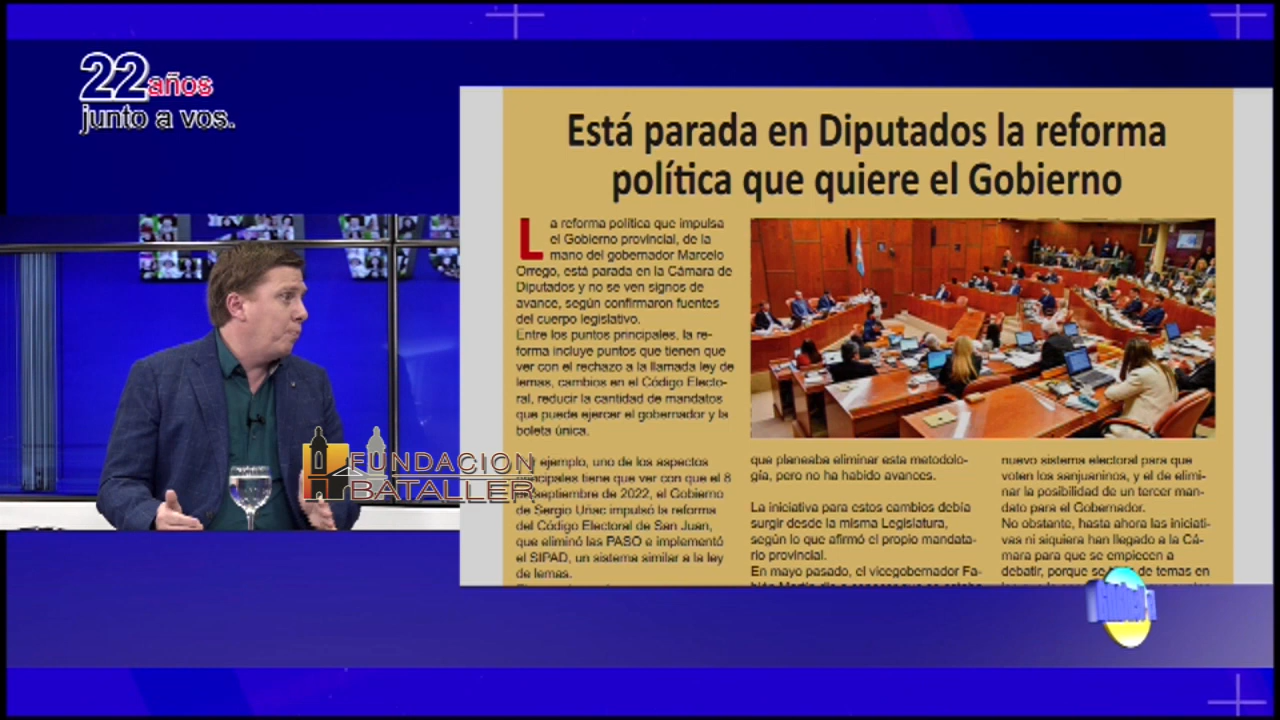 22 años
junto a vos.
Está parada en Diputados la reforma
política que quiere el Gobierno
La reforma política que impulsa
el Gobierno provincial, de la
mano del gobernador Marcelo
Orrego, está parada en la Cámara de
Diputados y no se ven signos de
avance, según confirmaron fuentes
del cuerpo legislativo.
Entre los puntos principales, la re-
forma incluye puntos que tienen que
ver con el rechazo a la llamada ley de
lemas, cambios en el Código Electo-
ral, reducir la cantidad de mandatos
que puede ejercer el gobernador y la
boleta única.
ejemplo, uno de los aspectos
principales tiene que ver con que el 8
septiembre de 2022, el Gobierno
de Sergio Uñac impulsó la reforma
del Código Electoral de San Juan,
que eliminó las PASO e implementó
el SIPAD, un sistema similar a la ley
de lemas.
que planeaba eliminar esta metodolo-
gía, pero no ha habido avances.
La iniciativa para estos cambios debía
surgir desde la misma Legislatura,
según lo que afirmó el propio mandata-
rio provincial.
En mayo pasado, el vicegobernador Fa-
nuevo sistema electoral para que
voten los sanjuaninos, y el de elimi-
nar la posibilidad de un tercer man-
dato para el Gobernador.
No obstante, hasta ahora las iniciati-
vas ni siquiera han llegado a la Cá-
mara para que se empiecen a
debatir, porque se de temas en
FUNDACION
BATALLER